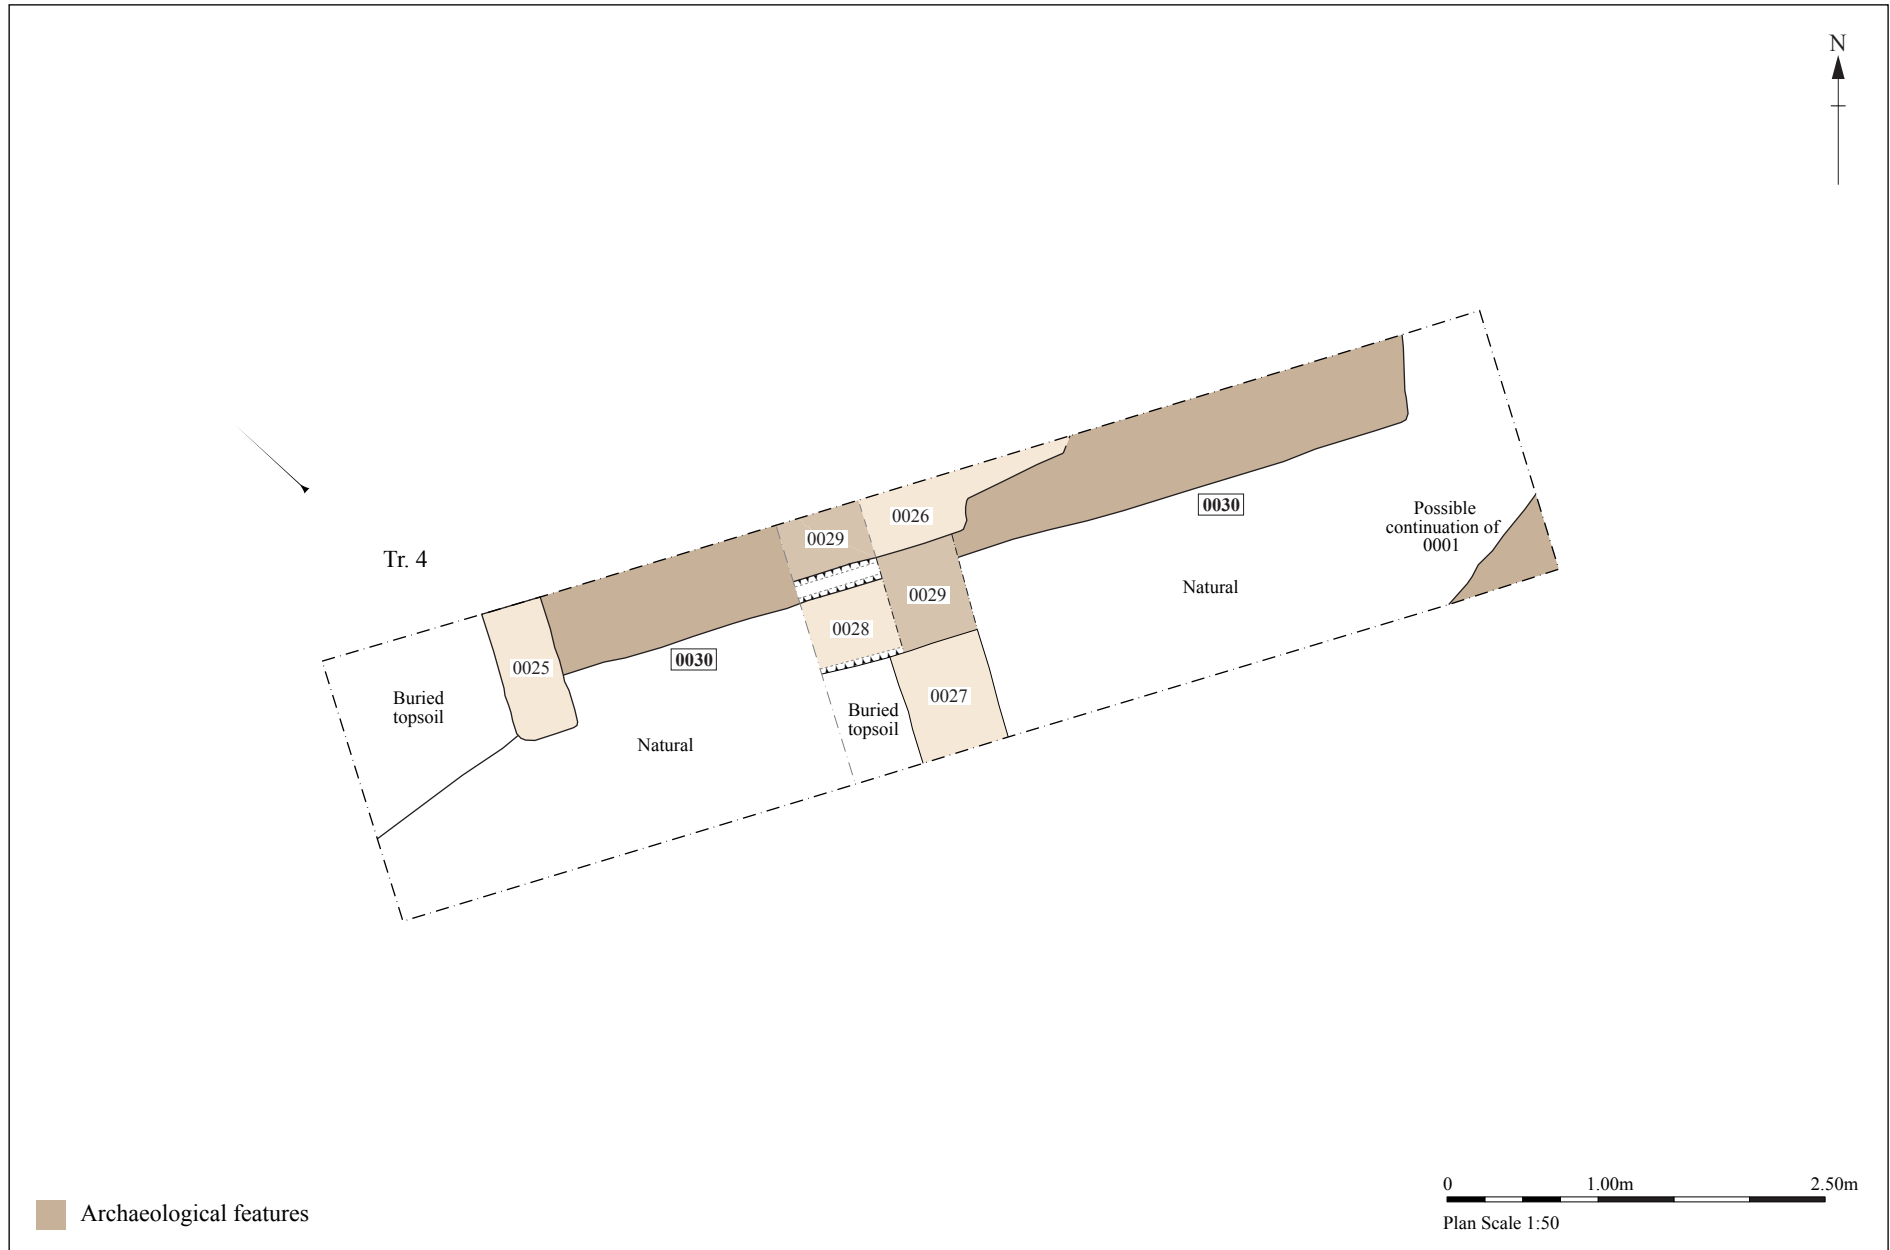 N
Tr. 4
0026
0029
0030
Possible
continuation of
0001
0029
Natural
0028
0025
0030
Buried
topsoil
0027
Buried
topsoil
Natural
0 1.00m 2.50m
Plan Scale 1:50
Archaeological features